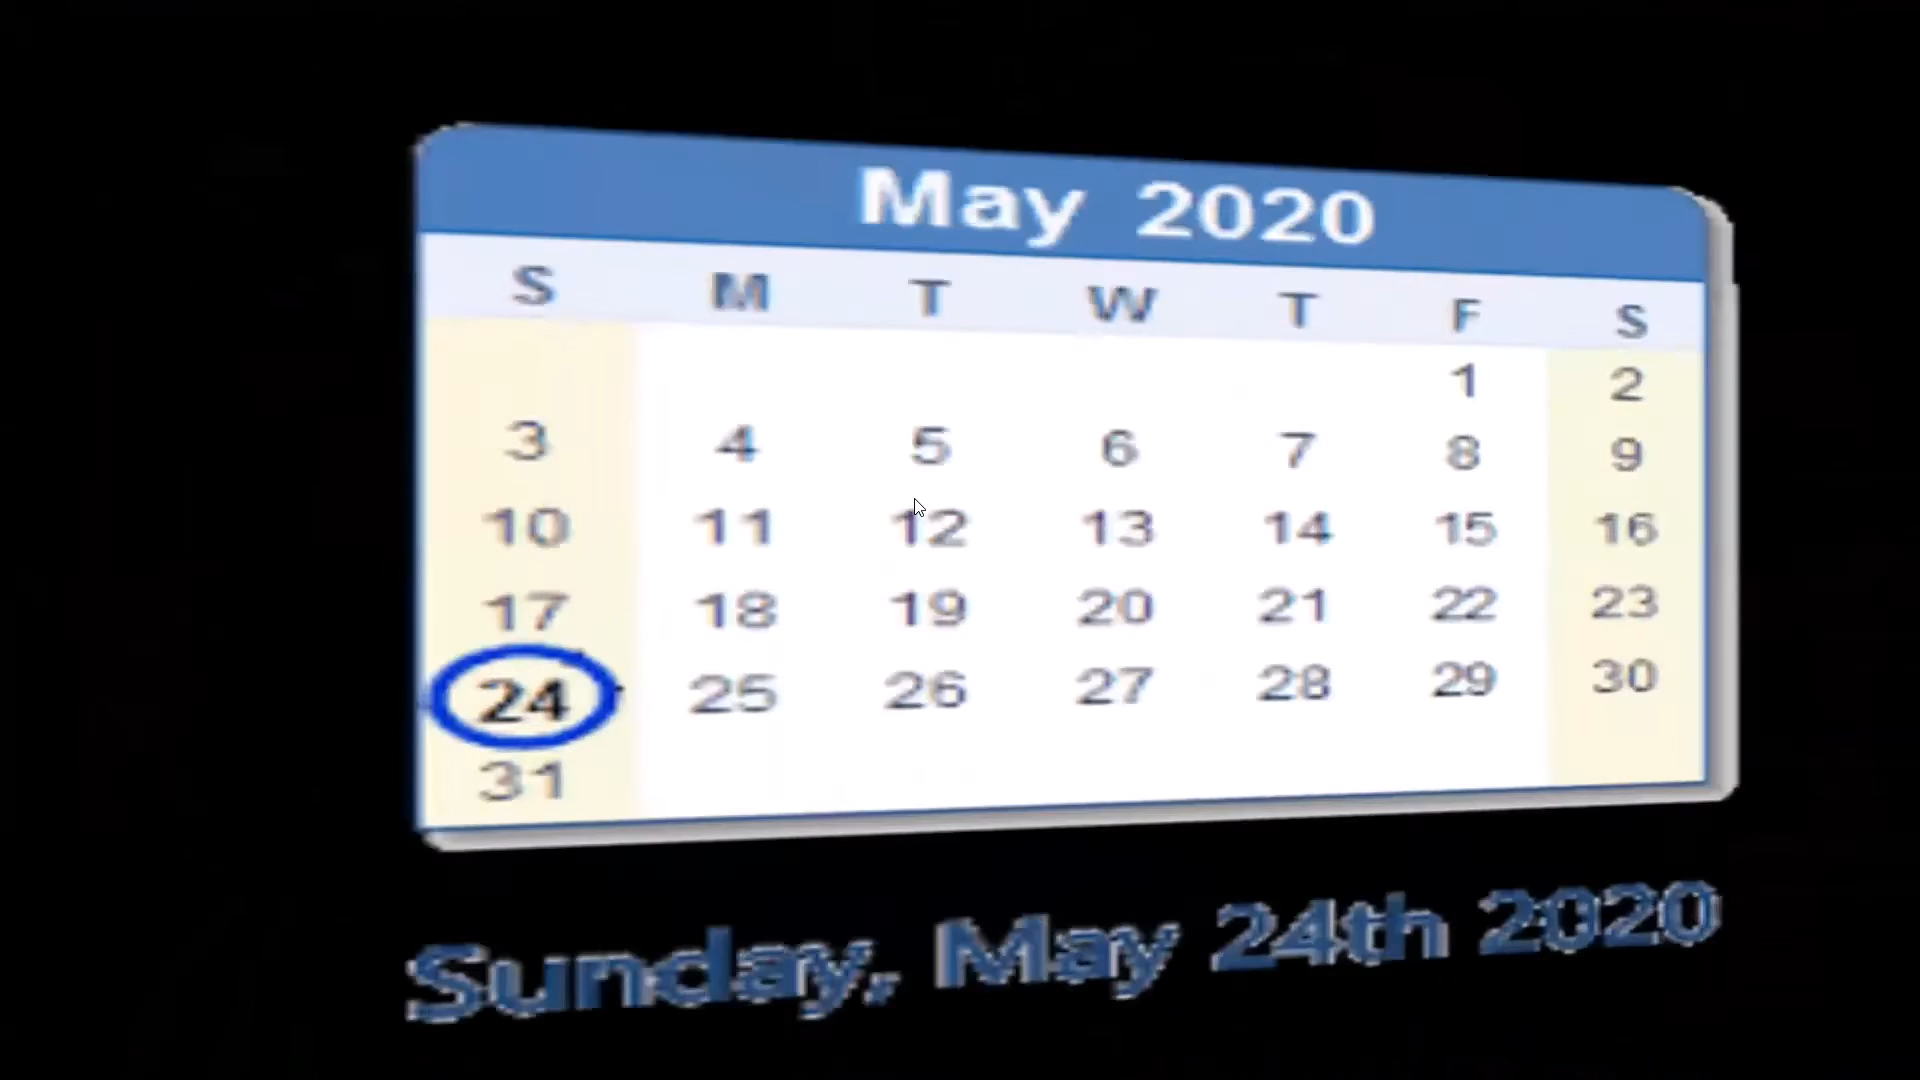 May 2020
S M T W T F S
1 2
3 4 5 6 7 8 9
10 11 12 13 14 15 16
17 18 19 20 21 22 23
24 25 26 27 28 29 30
31
Sunday, May 24th 2020